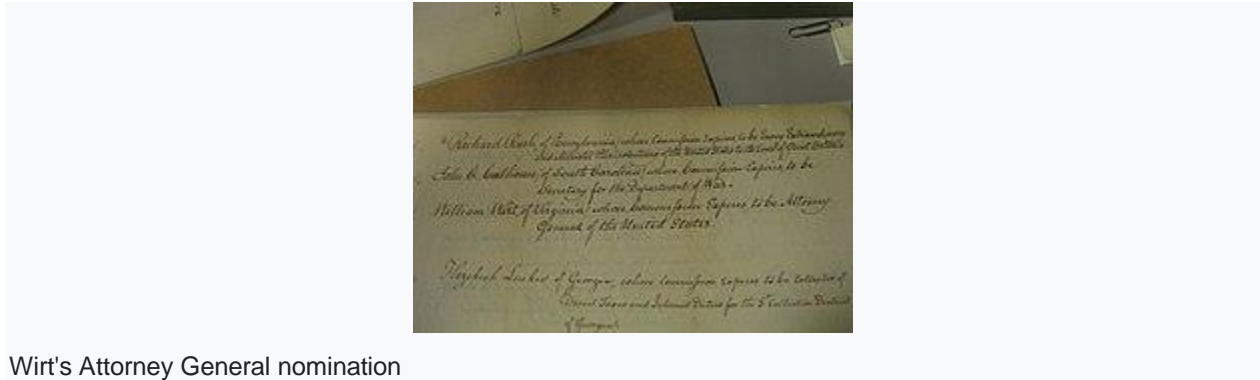 Richard Rush, of Pennsylvania, whose Commission Expires, to be Envoy Extraordinary
and Minister Plenipotentiary of the United States to the Court of Great Britain
John C. Calhoun, of South Carolina, whose Commission Expires, to be
Secretary for the Department of War.
William Wirt, of Virginia, whose Commission Expires to be Attorney
General of the United States.
of Georgia, whose Commission expires to be Collector of
Direct Taxes and Internal Duties for the Collection District
of Georgia.
Wirt's Attorney General nomination